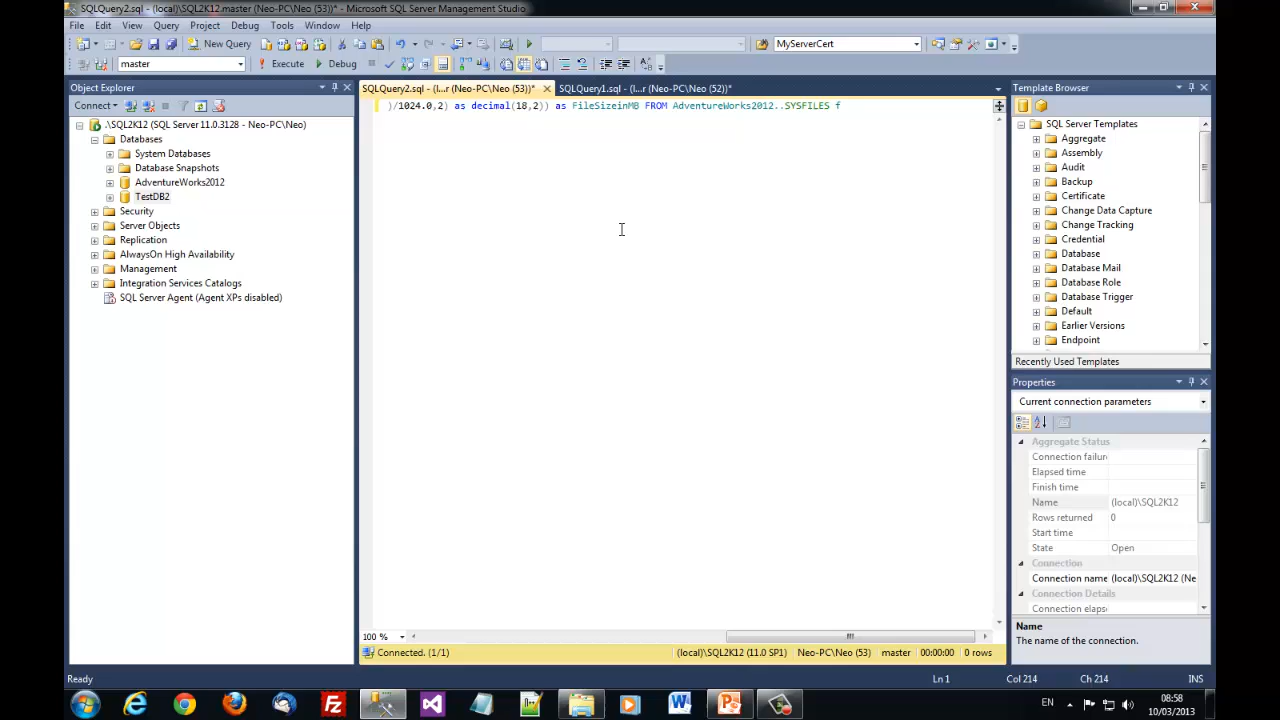 SQLQuery2.sql - (local)\SQL2K12.master (Neo-PC\Neo (53))* - Microsoft SQL Server Management Studio
File Edit View Query Project Debug Tools Window Help
New Query MyServerCert
master Execute Debug
Object Explorer
Connect
.\SQL2K12 (SQL Server 11.0.3128 - Neo-PC\Neo)
Databases
System Databases
Database Snapshots
AdventureWorks2012
TestDB2
Security
Server Objects
Replication
AlwaysOn High Availability
Management
Integration Services Catalogs
SQL Server Agent (Agent XPs disabled)
SQLQuery2.sql - (l...r (Neo-PC\Neo (53))* SQLQuery1.sql - (l...r (Neo-PC\Neo (52))*
)/1024.0,2) as decimal(18,2)) as FileSizeinMB FROM AdventureWorks2012..SYSFILES f
100 %
Connected. (1/1) (local)\SQL2K12 (11.0 SP1) Neo-PC\Neo (53) master 00:00:00 0 rows
Template Browser
SQL Server Templates
Aggregate
Assembly
Audit
Backup
Certificate
Change Data Capture
Change Tracking
Credential
Database
Database Mail
Database Role
Database Trigger
Default
Earlier Versions
Endpoint
Recently Used Templates
Properties
Current connection parameters
Aggregate Status
Connection failure
Elapsed time
Finish time
Name (local)\SQL2K12
Rows returned 0
Start time
State Open
Connection
Connection name (local)\SQL2K12 (Ne
Connection Details
Connection elaps
Name
The name of the connection.
Ready Ln 1 Col 214 Ch 214 INS
EN 08:58
10/03/2013